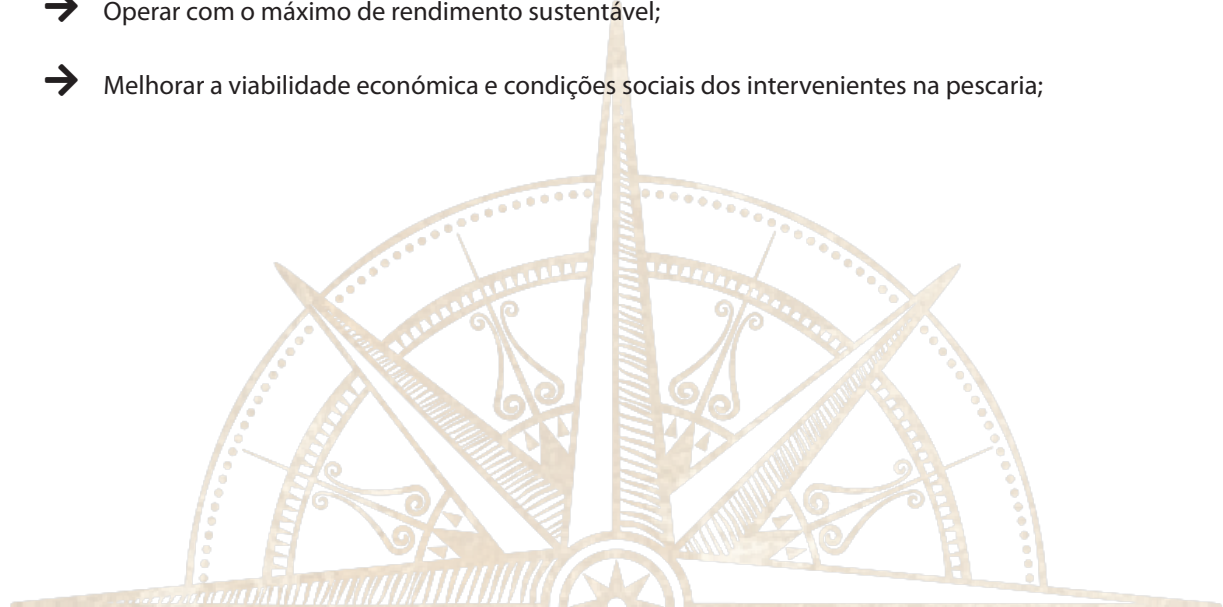 → Operar com o máximo de rendimento sustentável;
→ Melhorar a viabilidade económica e condições sociais dos intervenientes na pescaria;